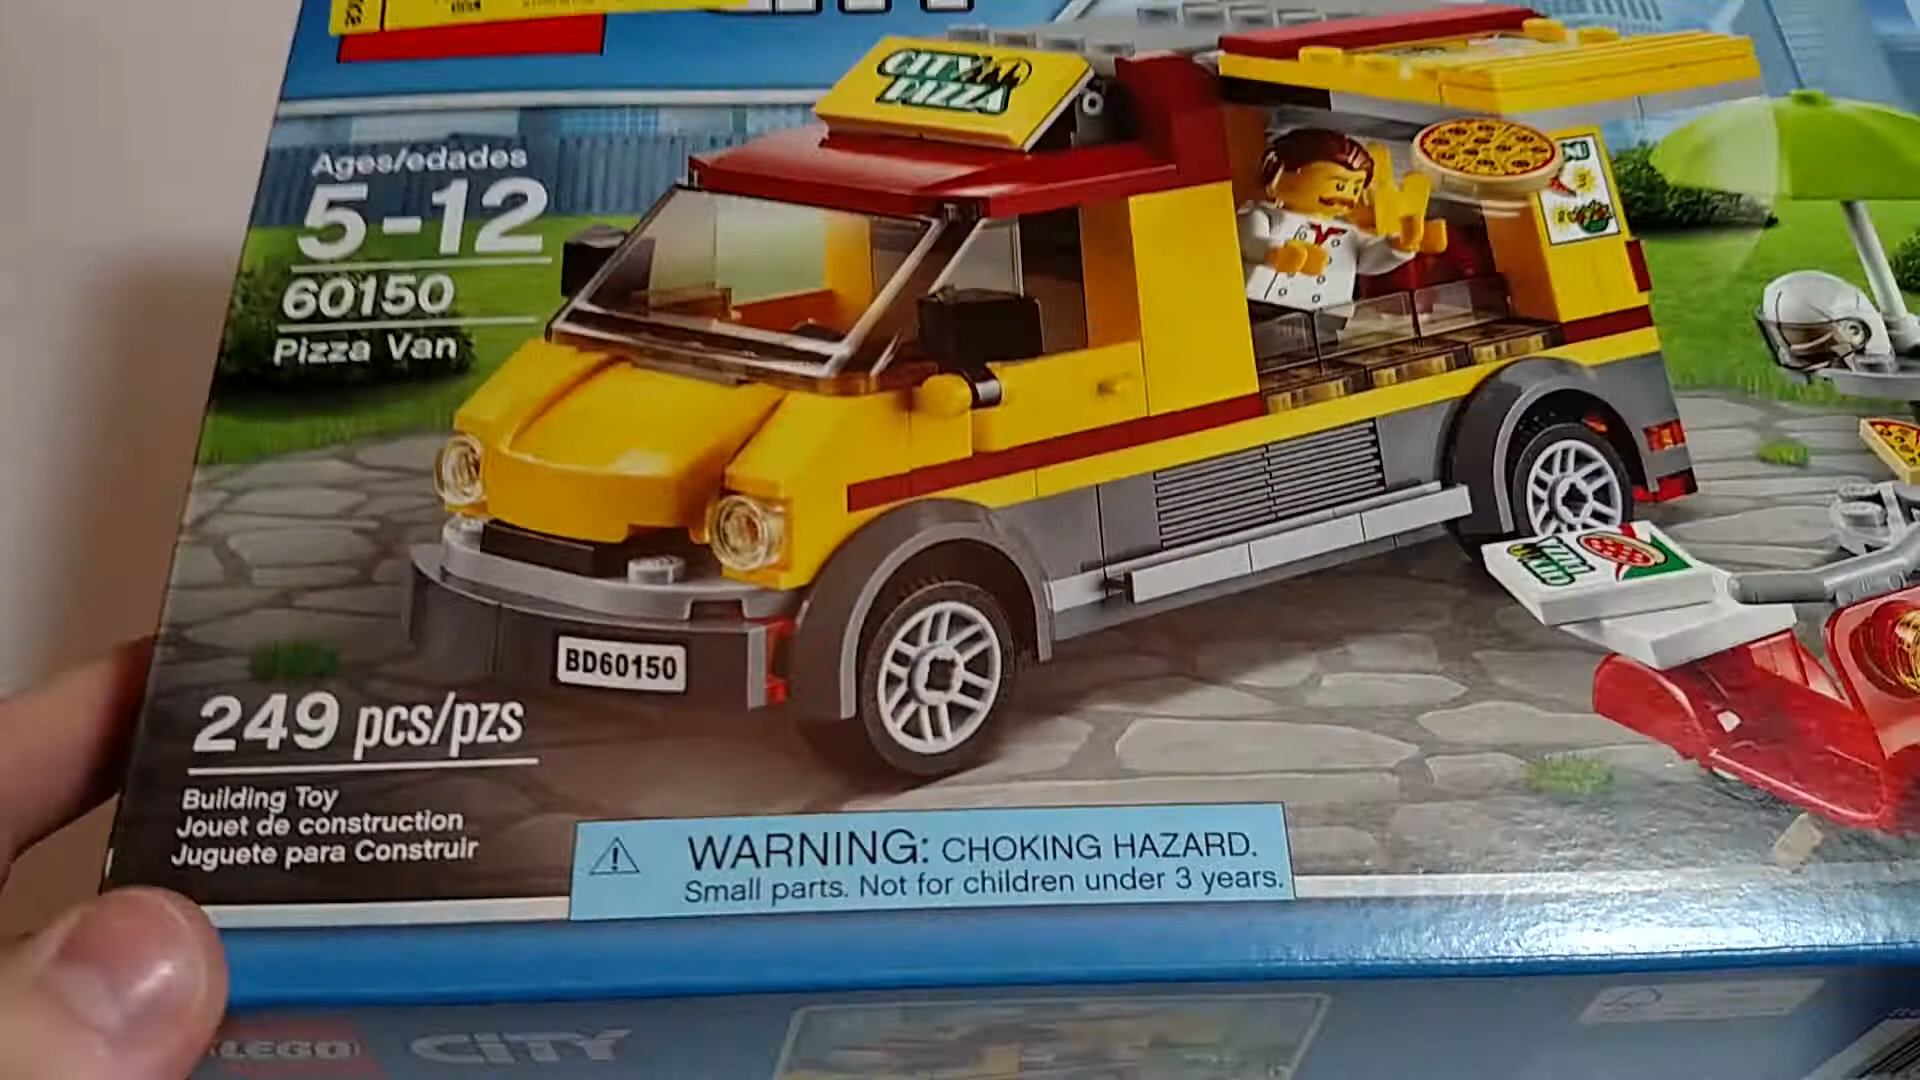 CITY
PIZZA
Ages/edades
5-12
60150
Pizza Van
BD60150
249 pcs/pzs
Building Toy
Jouet de construction
Juguete para Construir
WARNING: CHOKING HAZARD.
Small parts. Not for children under 3 years.
LEGO CITY